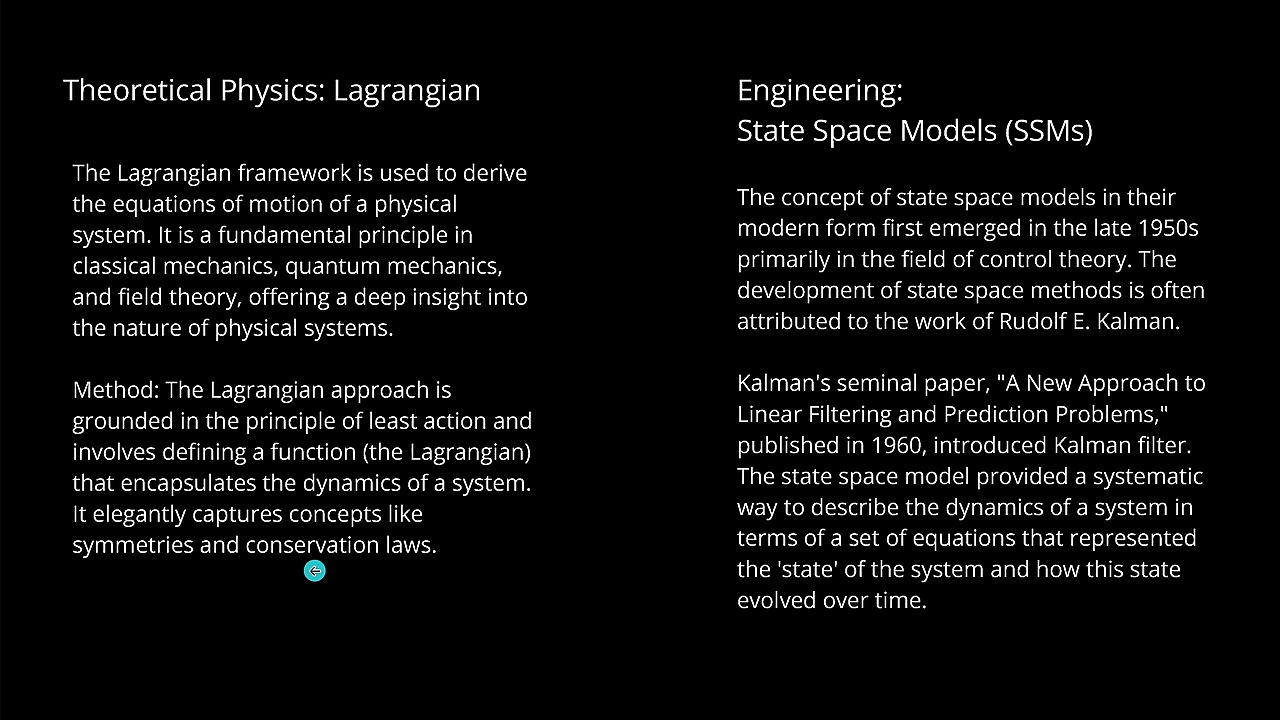 Theoretical Physics: Lagrangian
The Lagrangian framework is used to derive
the equations of motion of a physical
system. It is a fundamental principle in
classical mechanics, quantum mechanics,
and field theory, offering a deep insight into
the nature of physical systems.
Method: The Lagrangian approach is
grounded in the principle of least action and
involves defining a function (the Lagrangian)
that encapsulates the dynamics of a system.
It elegantly captures concepts like
symmetries and conservation laws.
Engineering:
State Space Models (SSMs)
The concept of state space models in their
modern form first emerged in the late 1950s
primarily in the field of control theory. The
development of state space methods is often
attributed to the work of Rudolf E. Kalman.
Kalman's seminal paper, "A New Approach to
Linear Filtering and Prediction Problems,"
published in 1960, introduced Kalman filter.
The state space model provided a systematic
way to describe the dynamics of a system in
terms of a set of equations that represented
the 'state' of the system and how this state
evolved over time.